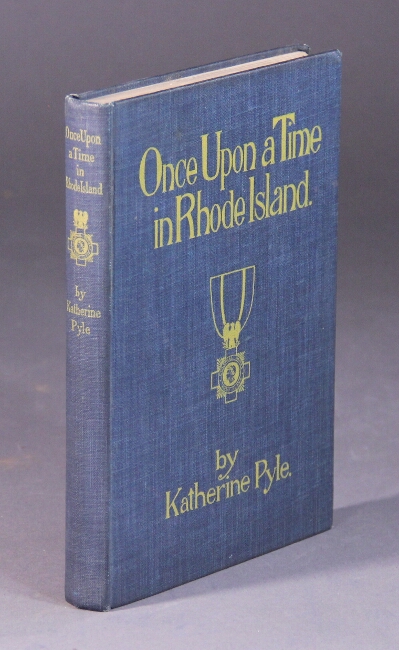 Once Upon
a Time
in
Rhode Island
by
Katherine
Pyle
Once Upon a Time
in Rhode Island.
by
Katherine Pyle.